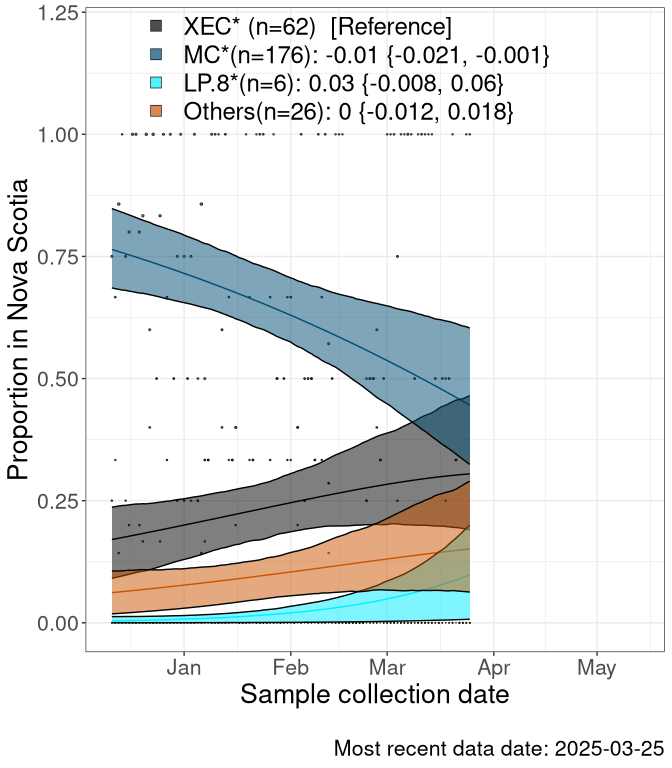 XEC* (n=62)  [Reference]
MC*(n=176): -0.01 {-0.021, -0.001}
LP.8*(n=6): 0.03 {-0.008, 0.06}
Others(n=26): 0 {-0.012, 0.018}
Proportion in Nova Scotia
1.25
1.00
0.75
0.50
0.25
0.00
Jan Feb Mar Apr May
Sample collection date
Most recent data date: 2025-03-25